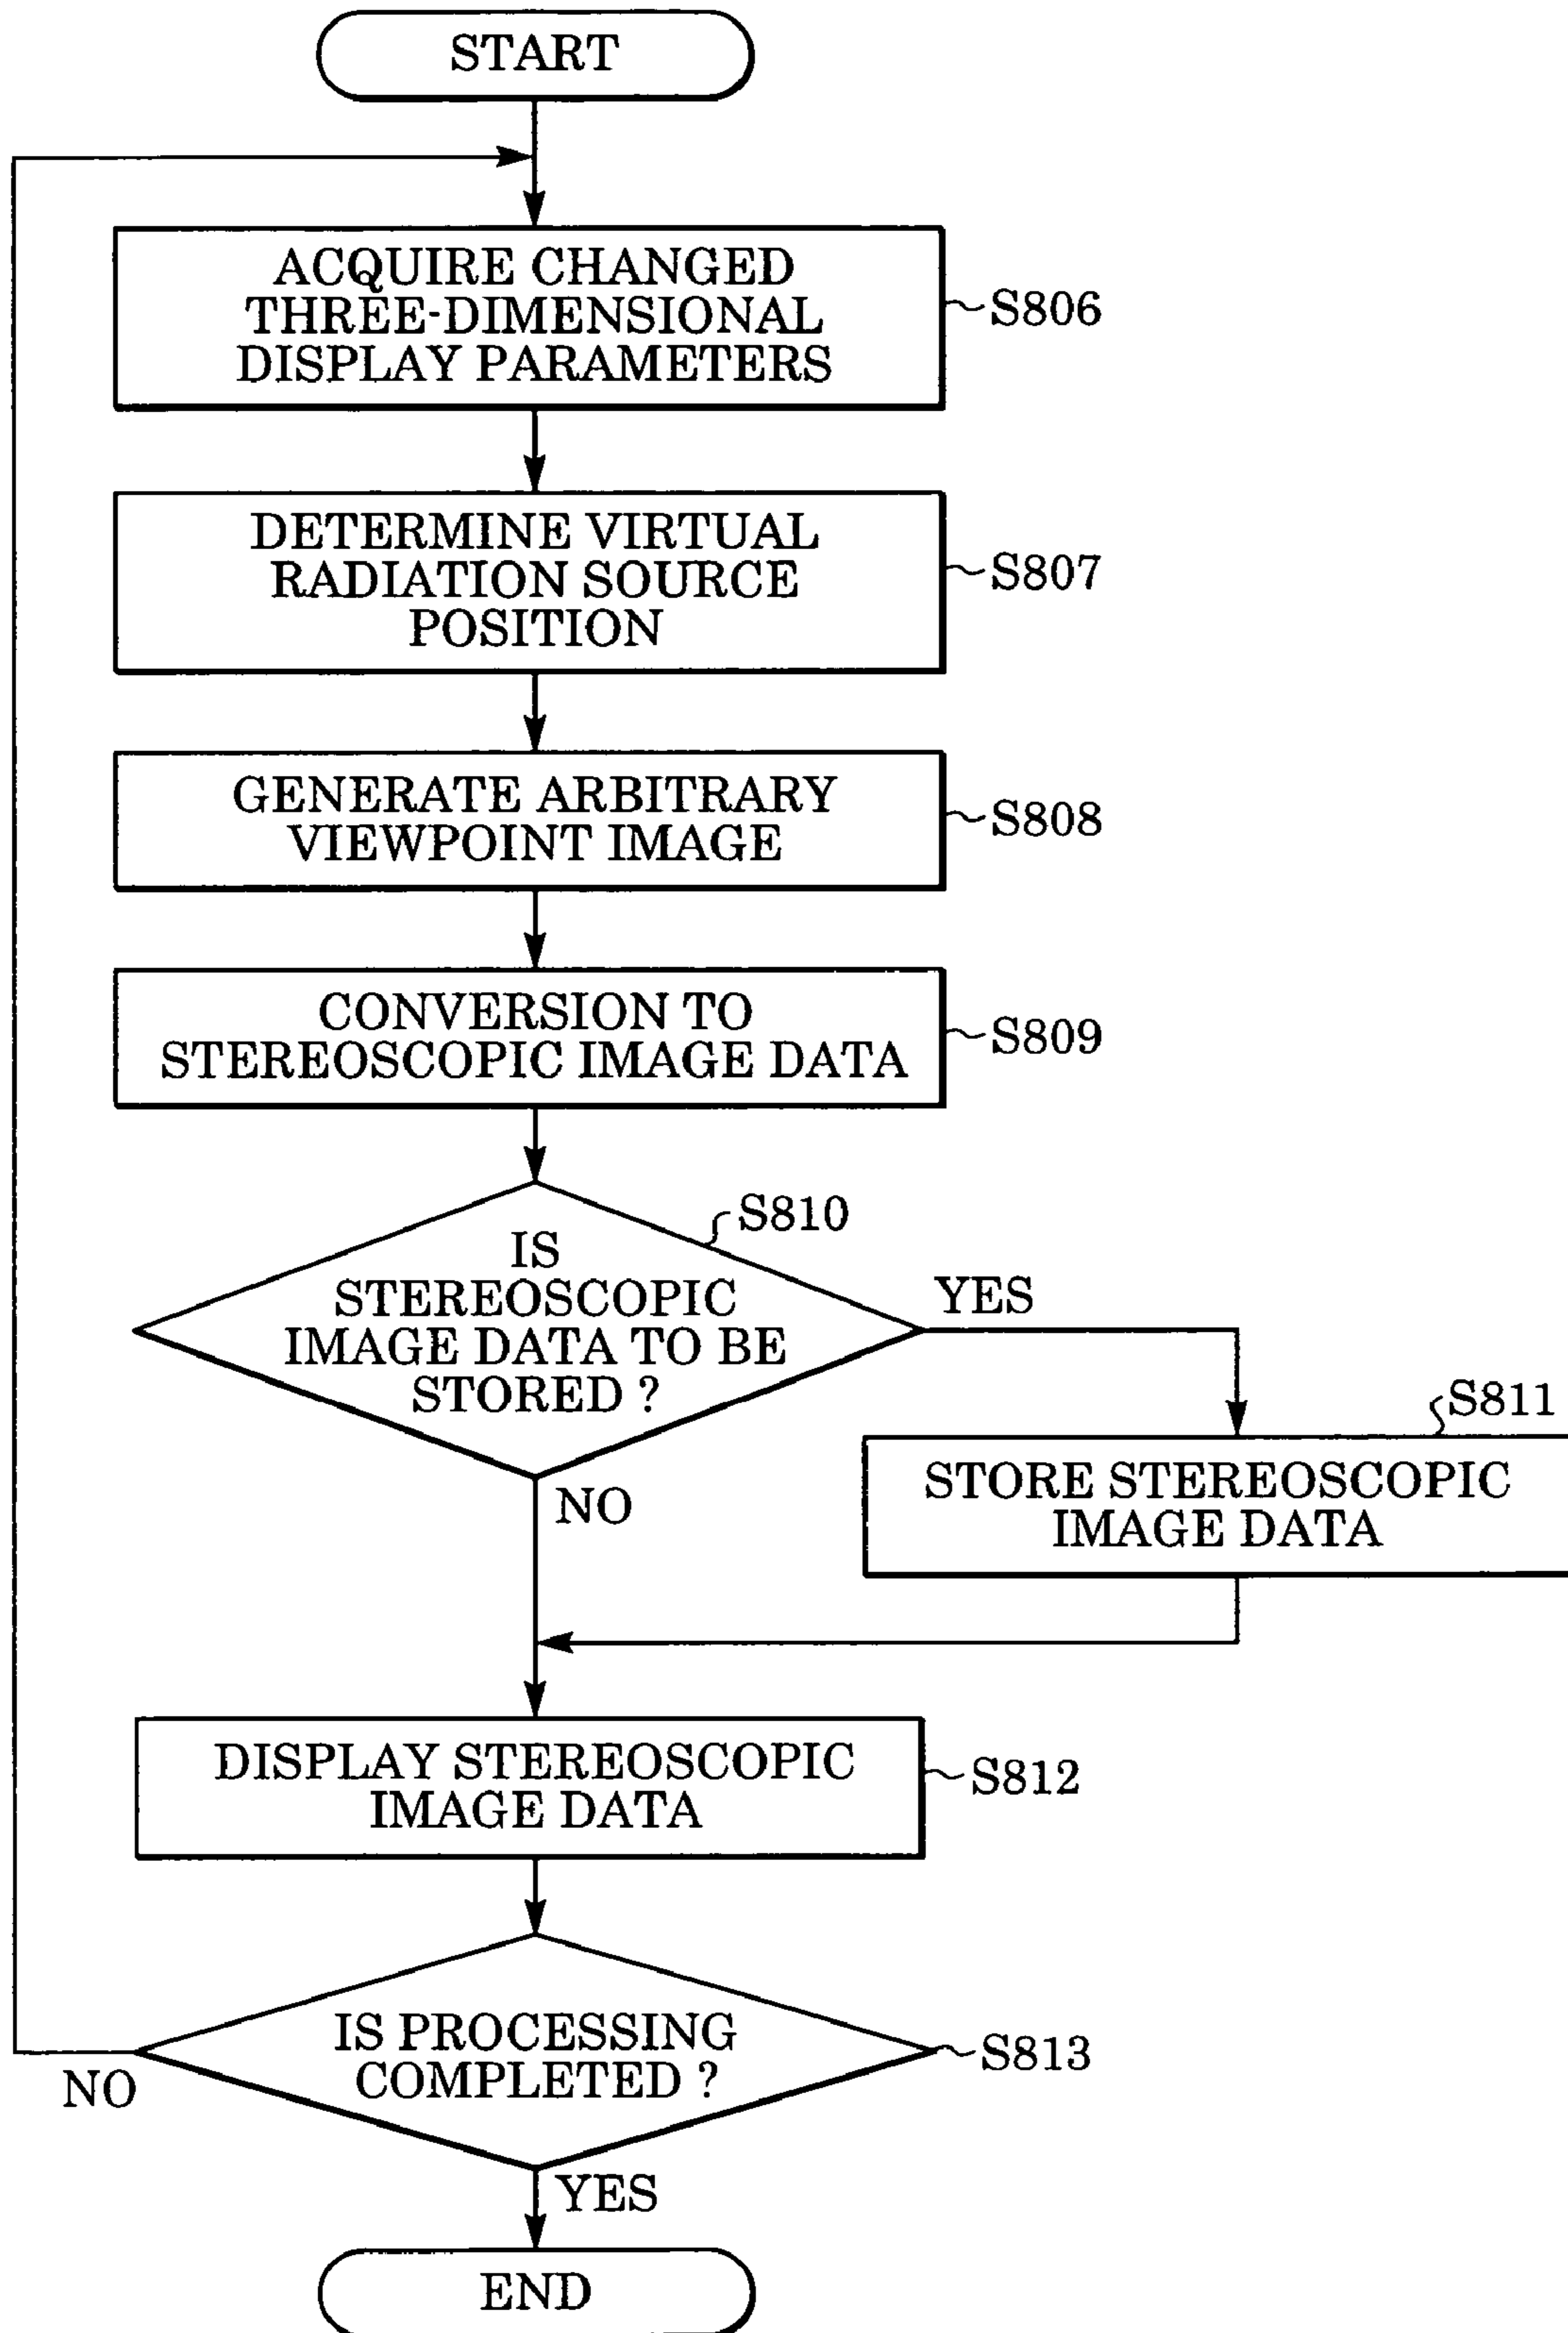 START
ACQUIRE CHANGED
THREE-DIMENSIONAL
DISPLAY PARAMETERS
S806
DETERMINE VIRTUAL
RADIATION SOURCE
POSITION
S807
GENERATE ARBITRARY
VIEWPOINT IMAGE
S808
CONVERSION TO
STEREOSCOPIC IMAGE DATA
S809
S810
IS
STEREOSCOPIC
IMAGE DATA TO BE
STORED ?
YES
NO
S811
STORE STEREOSCOPIC
IMAGE DATA
DISPLAY STEREOSCOPIC
IMAGE DATA
S812
IS PROCESSING
COMPLETED ?
S813
NO
YES
END